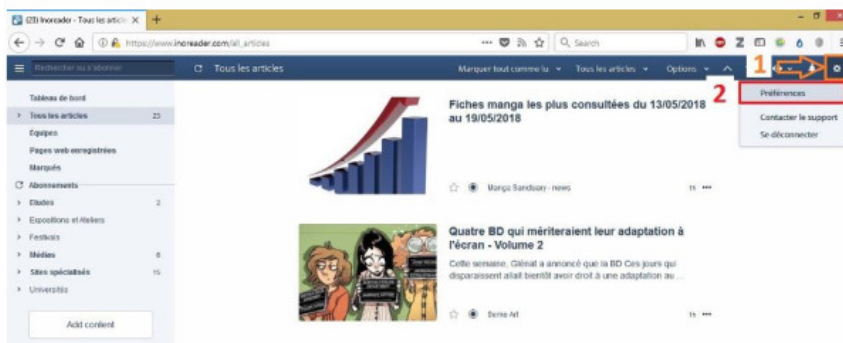 (23) Inoreader - Tous les articl
https://www.inoreader.com/all_articles
Search
Rechercher ou s'abonner
Tous les articles
Marquer tout comme lu
Tous les articles
Options
1
2
Préférences
Contacter le support
Se déconnecter
Tableau de bord
Tous les articles 23
Équipes
Pages web enregistrées
Marqués
Abonnements
Etudes 2
Expositions et Ateliers
Festivals
Médias 6
Sites spécialisés 15
Universités
Add content
Fiches manga les plus consultées du 13/05/2018
au 19/05/2018
Manga Sanctuary - news
Quatre BD qui mériteraient leur adaptation à
l'écran - Volume 2
Cette semaine, Glénat a annoncé que la BD Ces jours qui
disparaissent allait bientôt avoir droit à une adaptation au ...